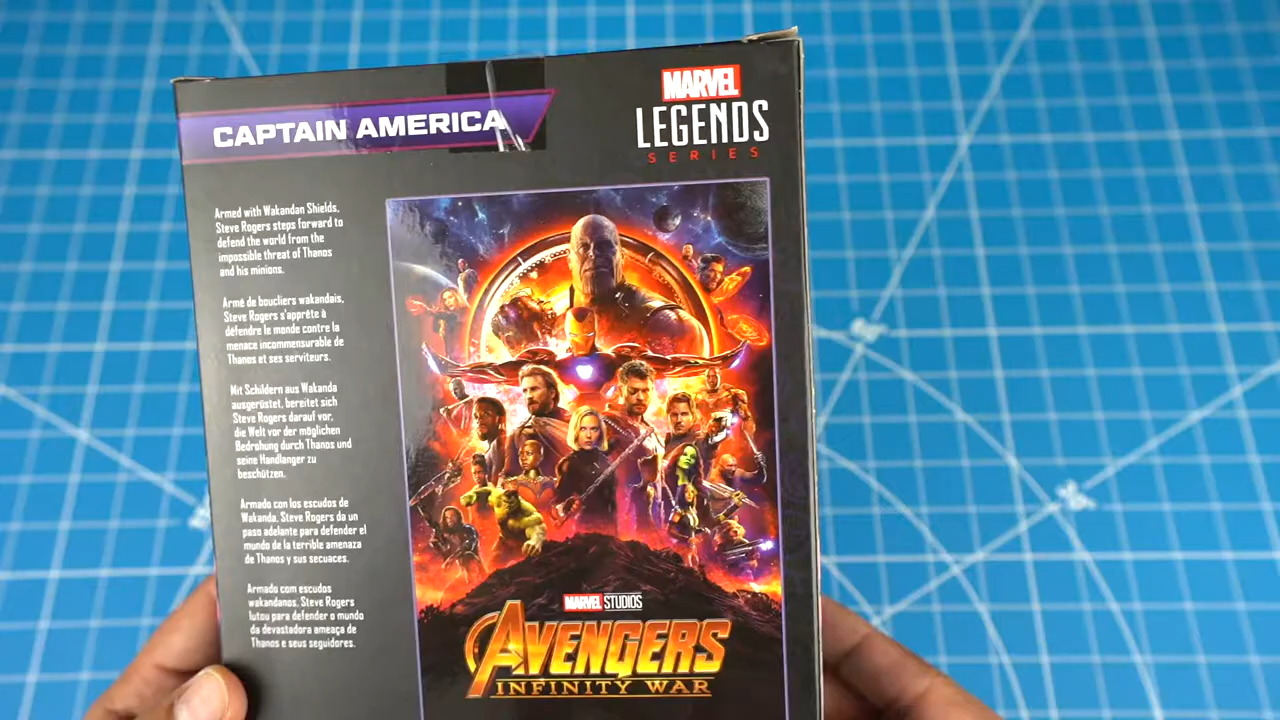 CAPTAIN AMERICA
MARVEL
LEGENDS
SERIES
Armed with Wakandan Shields,
Steve Rogers steps forward to
defend the world from the
impossible threat of Thanos
and his minions.
Armé de boucliers wakandais,
Steve Rogers s'apprête à
défendre le monde contre la
menace incommensurable de
Thanos et ses serviteurs.
Mit Schildern aus Wakanda
ausgerüstet, bereitet sich
Steve Rogers darauf vor,
die Welt vor der möglichen
Bedrohung durch Thanos und
seine Handlanger zu
beschützen.
Armado con los escudos de
Wakanda, Steve Rogers da un
paso adelante para defender el
mundo de la terrible amenaza
de Thanos y sus secuaces.
Armado com escudos
wakandanos, Steve Rogers
lutou para defender o mundo
da devastadora ameaça de
Thanos e seus seguidores.
MARVEL STUDIOS
AVENGERS
INFINITY WAR